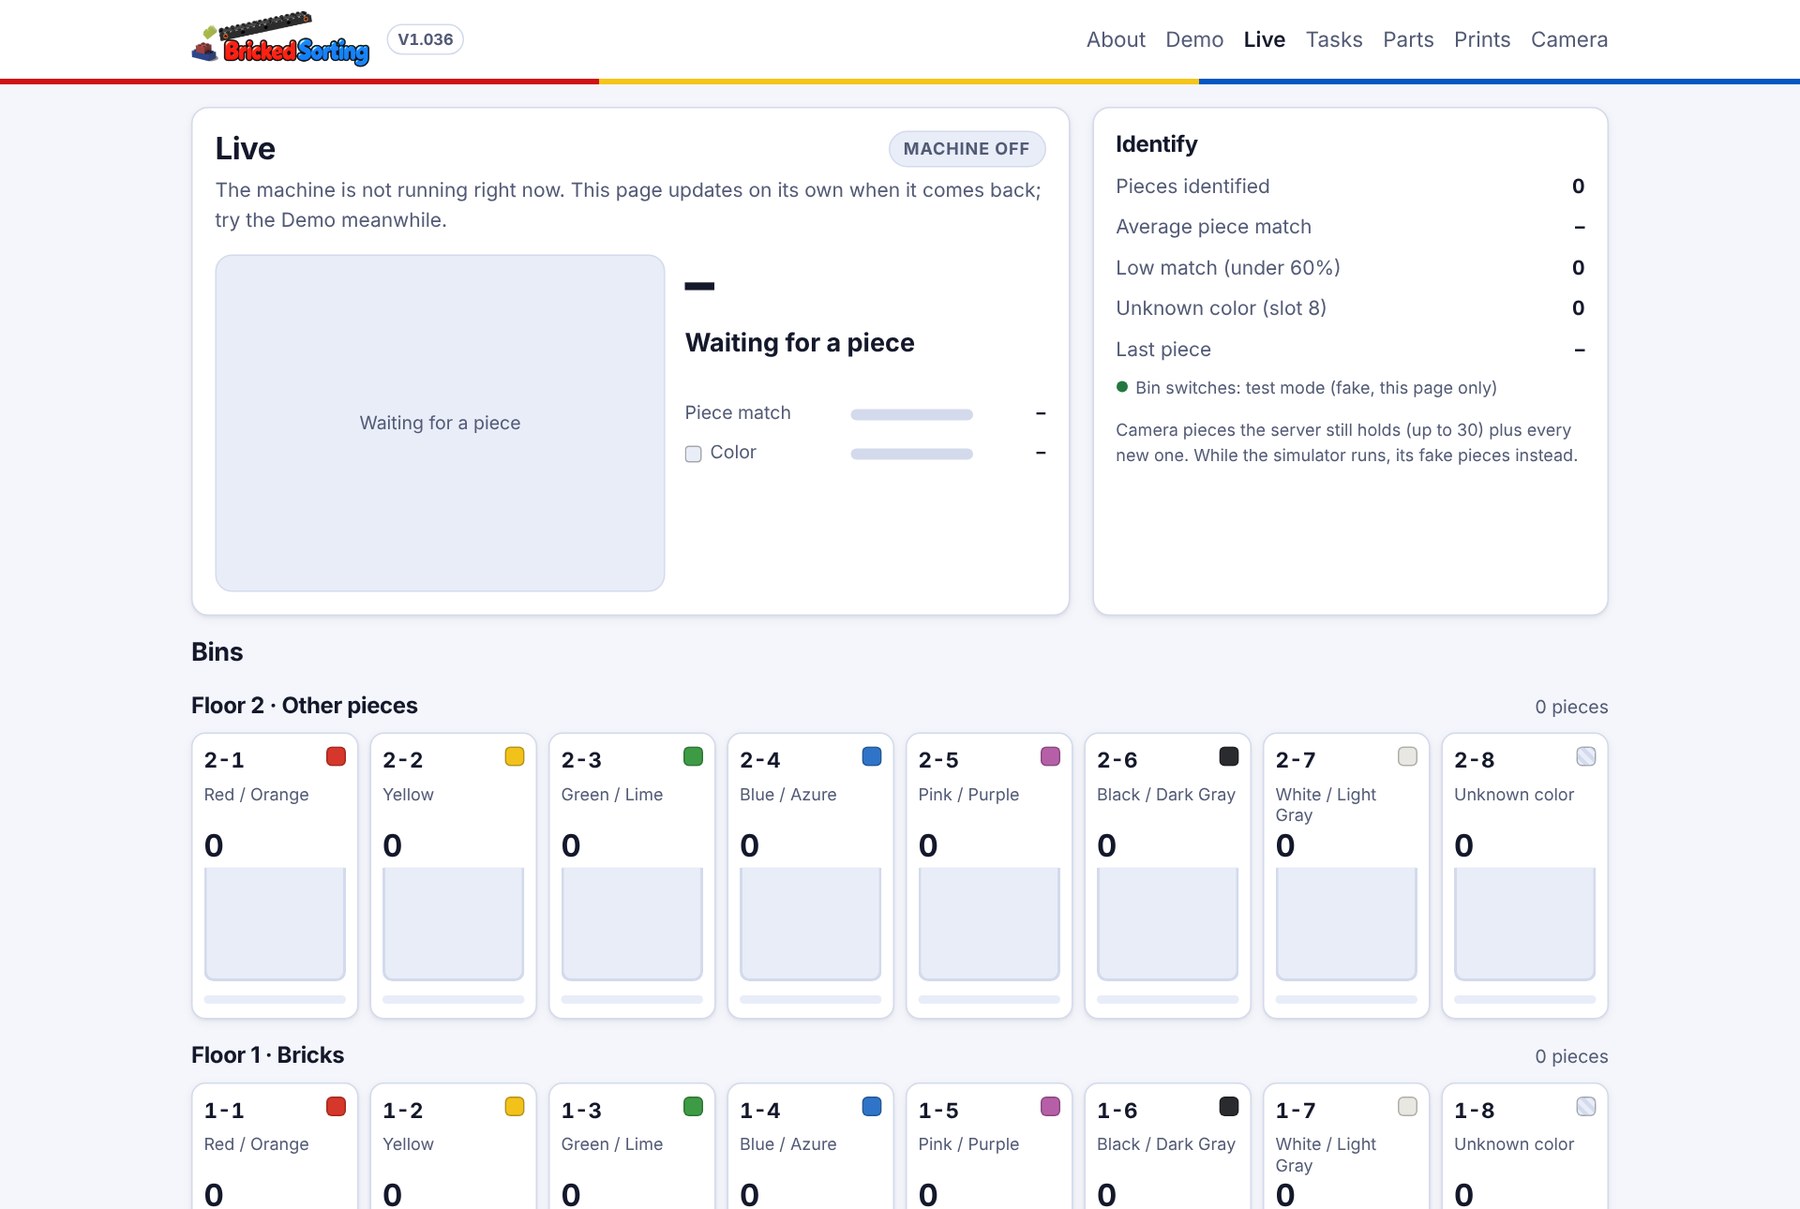 BrickedSorting
V1.036
About Demo Live Tasks Parts Prints Camera
Live
MACHINE OFF
The machine is not running right now. This page updates on its own when it comes back;
try the Demo meanwhile.
Waiting for a piece
–
Waiting for a piece
Piece match –
Color –
Identify
Pieces identified 0
Average piece match –
Low match (under 60%) 0
Unknown color (slot 8) 0
Last piece –
Bin switches: test mode (fake, this page only)
Camera pieces the server still holds (up to 30) plus every
new one. While the simulator runs, its fake pieces instead.
Bins
Floor 2 · Other pieces
0 pieces
2-1
Red / Orange
0
2-2
Yellow
0
2-3
Green / Lime
0
2-4
Blue / Azure
0
2-5
Pink / Purple
0
2-6
Black / Dark Gray
0
2-7
White / Light
Gray
0
2-8
Unknown color
0
Floor 1 · Bricks
0 pieces
1-1
Red / Orange
0
1-2
Yellow
0
1-3
Green / Lime
0
1-4
Blue / Azure
0
1-5
Pink / Purple
0
1-6
Black / Dark Gray
0
1-7
White / Light
Gray
0
1-8
Unknown color
0